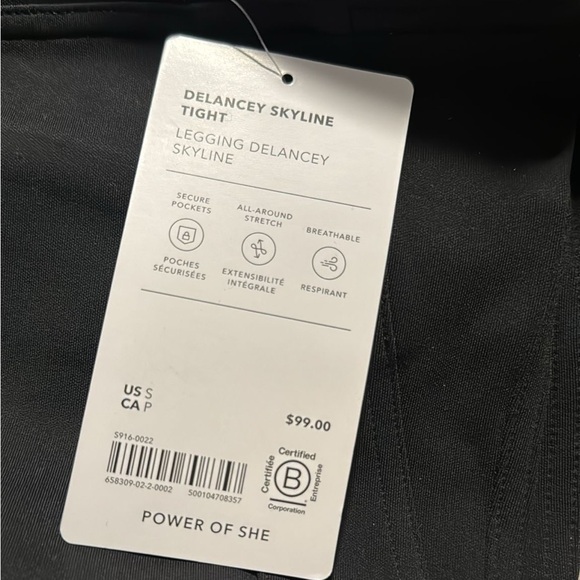 DELANCEY SKYLINE
TIGHT
LEGGING DELANCEY
SKYLINE
SECURE
POCKETS
ALL-AROUND
STRETCH
BREATHABLE
POCHES
SÉCURISÉES
EXTENSIBILITÉ
INTÉGRALE
RESPIRANT
US S
CA P
$99.00
S916-0022
658309-02-2-0002 500104708357
Certified
Certifiée
B
Entreprise
Corporation
POWER OF SHE